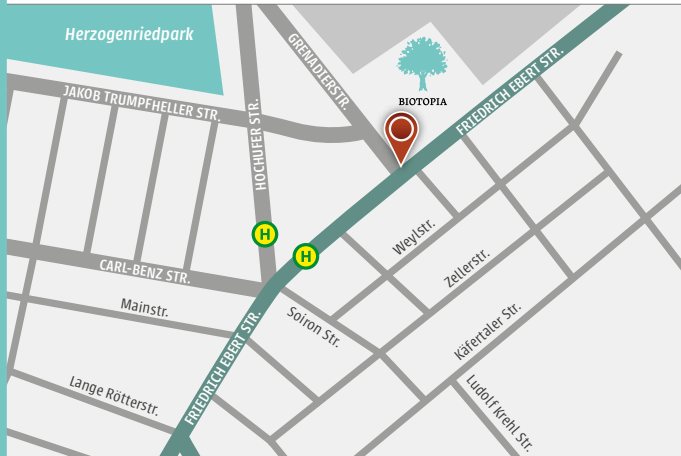 Herzogenriedpark
GRENADIERSTR.
BIOTOPIA
FRIEDRICH EBERT STR.
JAKOB TRUMPFHELLER STR.
HOCHUFER STR.
H
H
Weylstr.
CARL-BENZ STR.
Zellerstr.
Mainstr.
Soiron Str.
Käfertaler Str.
FRIEDRICH EBERT STR.
Lange Rötterstr.
Ludolf Krehl Str.